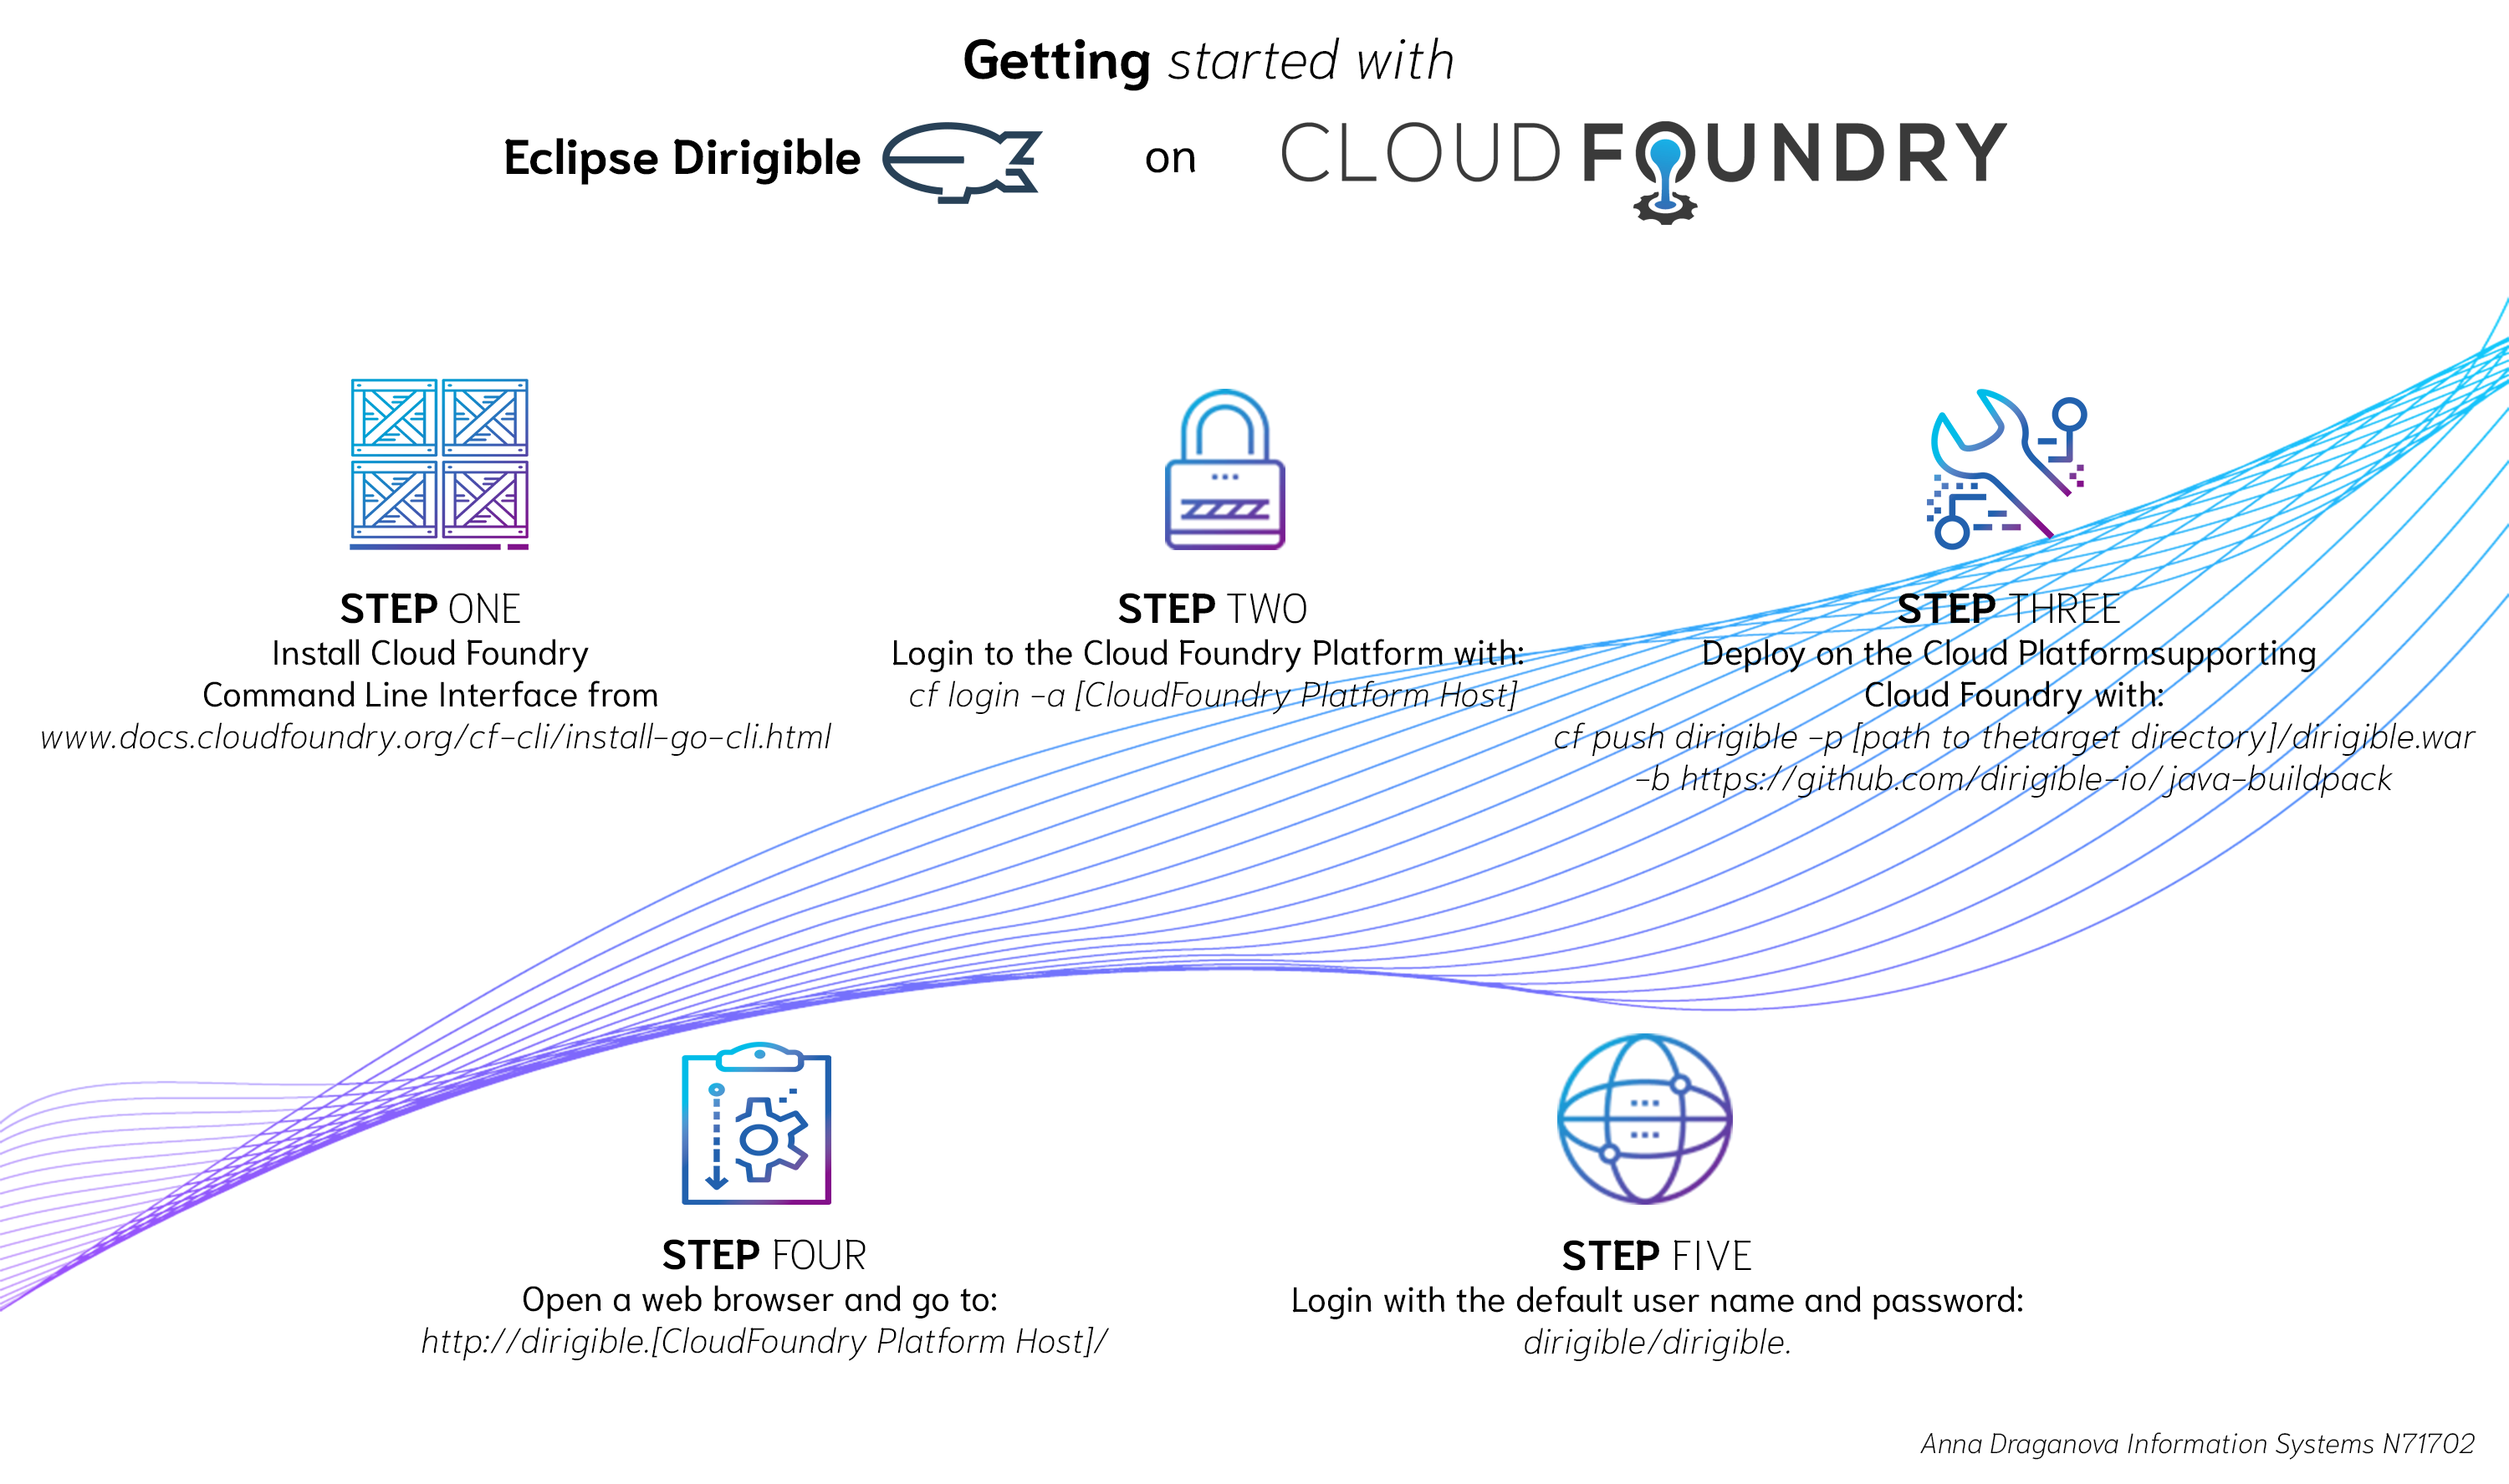 Getting started with
Eclipse Dirigible on CLOUD FOUNDRY
STEP ONE
Install Cloud Foundry
Command Line Interface from
www.docs.cloudfoundry.org/cf-cli/install-go-cli.html
STEP TWO
Login to the Cloud Foundry Platform with:
cf login -a [CloudFoundry Platform Host]
STEP THREE
Deploy on the Cloud Platformsupporting
Cloud Foundry with:
cf push dirigible -p [path to thetarget directory]/dirigible.war
-b https://github.com/dirigible-io/java-buildpack
STEP FOUR
Open a web browser and go to:
http://dirigible.[CloudFoundry Platform Host]/
STEP FIVE
Login with the default user name and password:
dirigible/dirigible.
Anna Draganova Information Systems N71702